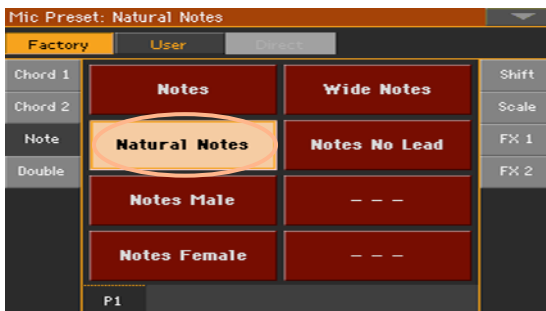 Mic Preset: Natural Notes
Factory User Direct
Chord 1
Chord 2
Note
Double
Notes Wide Notes
Natural Notes Notes No Lead
Notes Male - - -
Notes Female - - -
Shift
Scale
FX 1
FX 2
P1